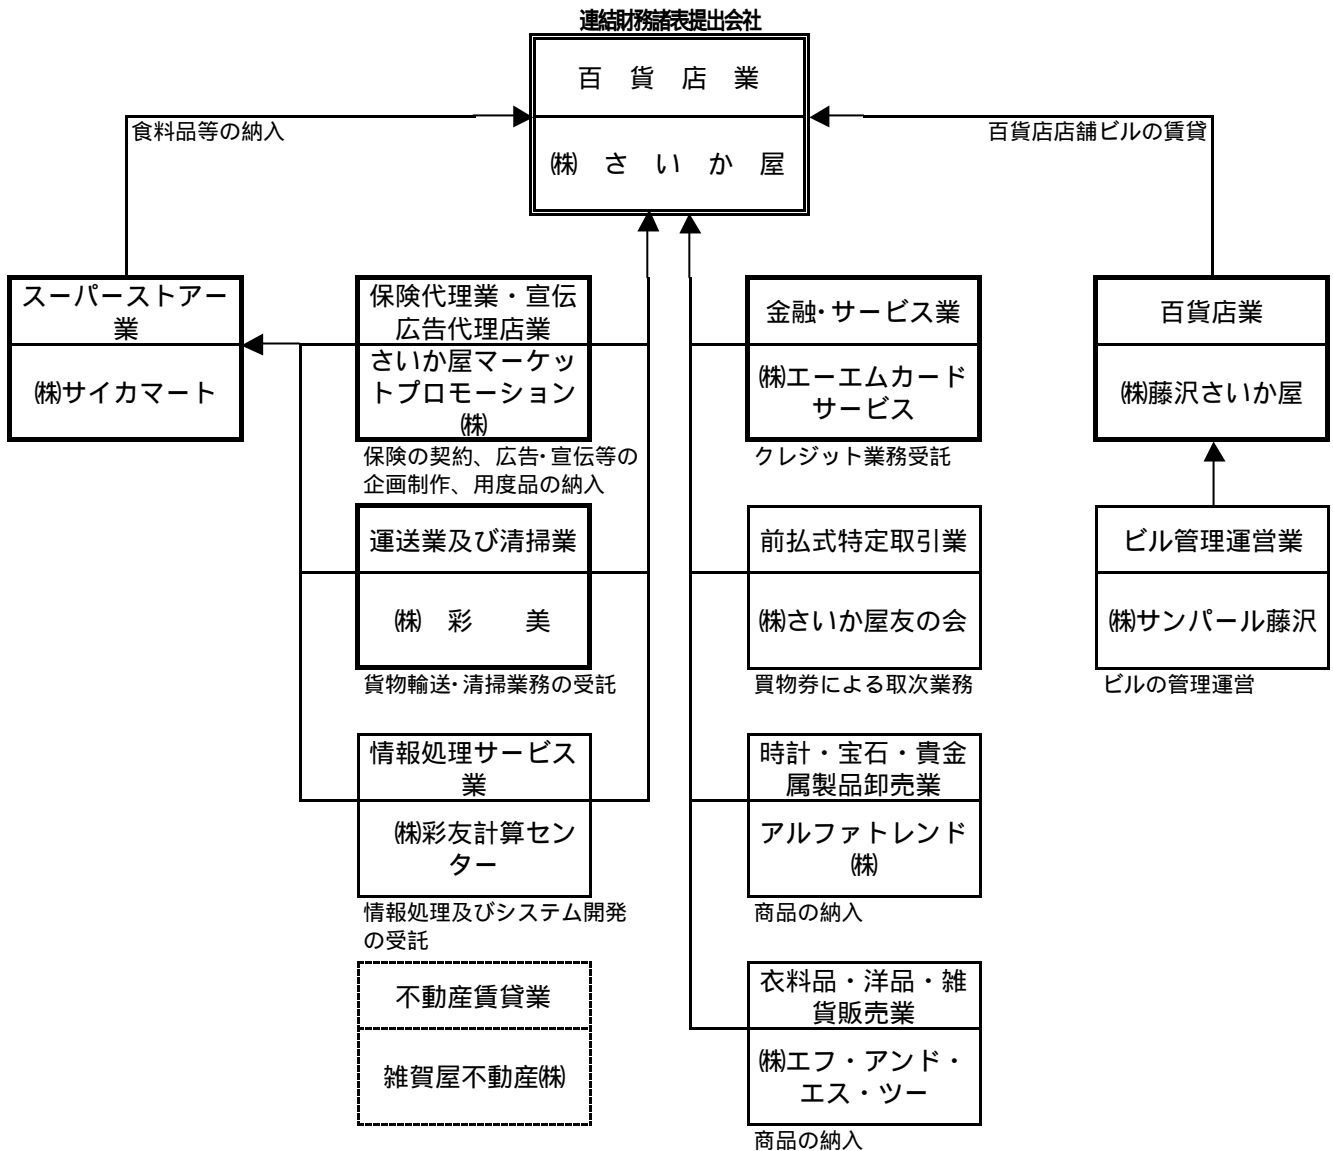 連結財務諸表提出会社
百　貨　店　業
㈱　さ　い　か　屋
食料品等の納入
百貨店店舗ビルの賃貸
スーパーストアー
業
㈱サイカマート
保険代理業・宣伝
広告代理店業
さいか屋マーケッ
トプロモーション
㈱
保険の契約、広告・宣伝等の
企画制作、用度品の納入
金融・サービス業
㈱エーエムカード
サービス
クレジット業務受託
百貨店業
㈱藤沢さいか屋
運送業及び清掃業
㈱　彩　　美
貨物輸送・清掃業務の受託
前払式特定取引業
㈱さいか屋友の会
買物券による取次業務
ビル管理運営業
㈱サンパール藤沢
ビルの管理運営
情報処理サービス
業
㈱彩友計算セン
ター
情報処理及びシステム開発
の受託
時計・宝石・貴金
属製品卸売業
アルファトレンド
㈱
商品の納入
不動産賃貸業
雑賀屋不動産㈱
衣料品・洋品・雑
貨販売業
㈱エフ・アンド・
エス・ツー
商品の納入